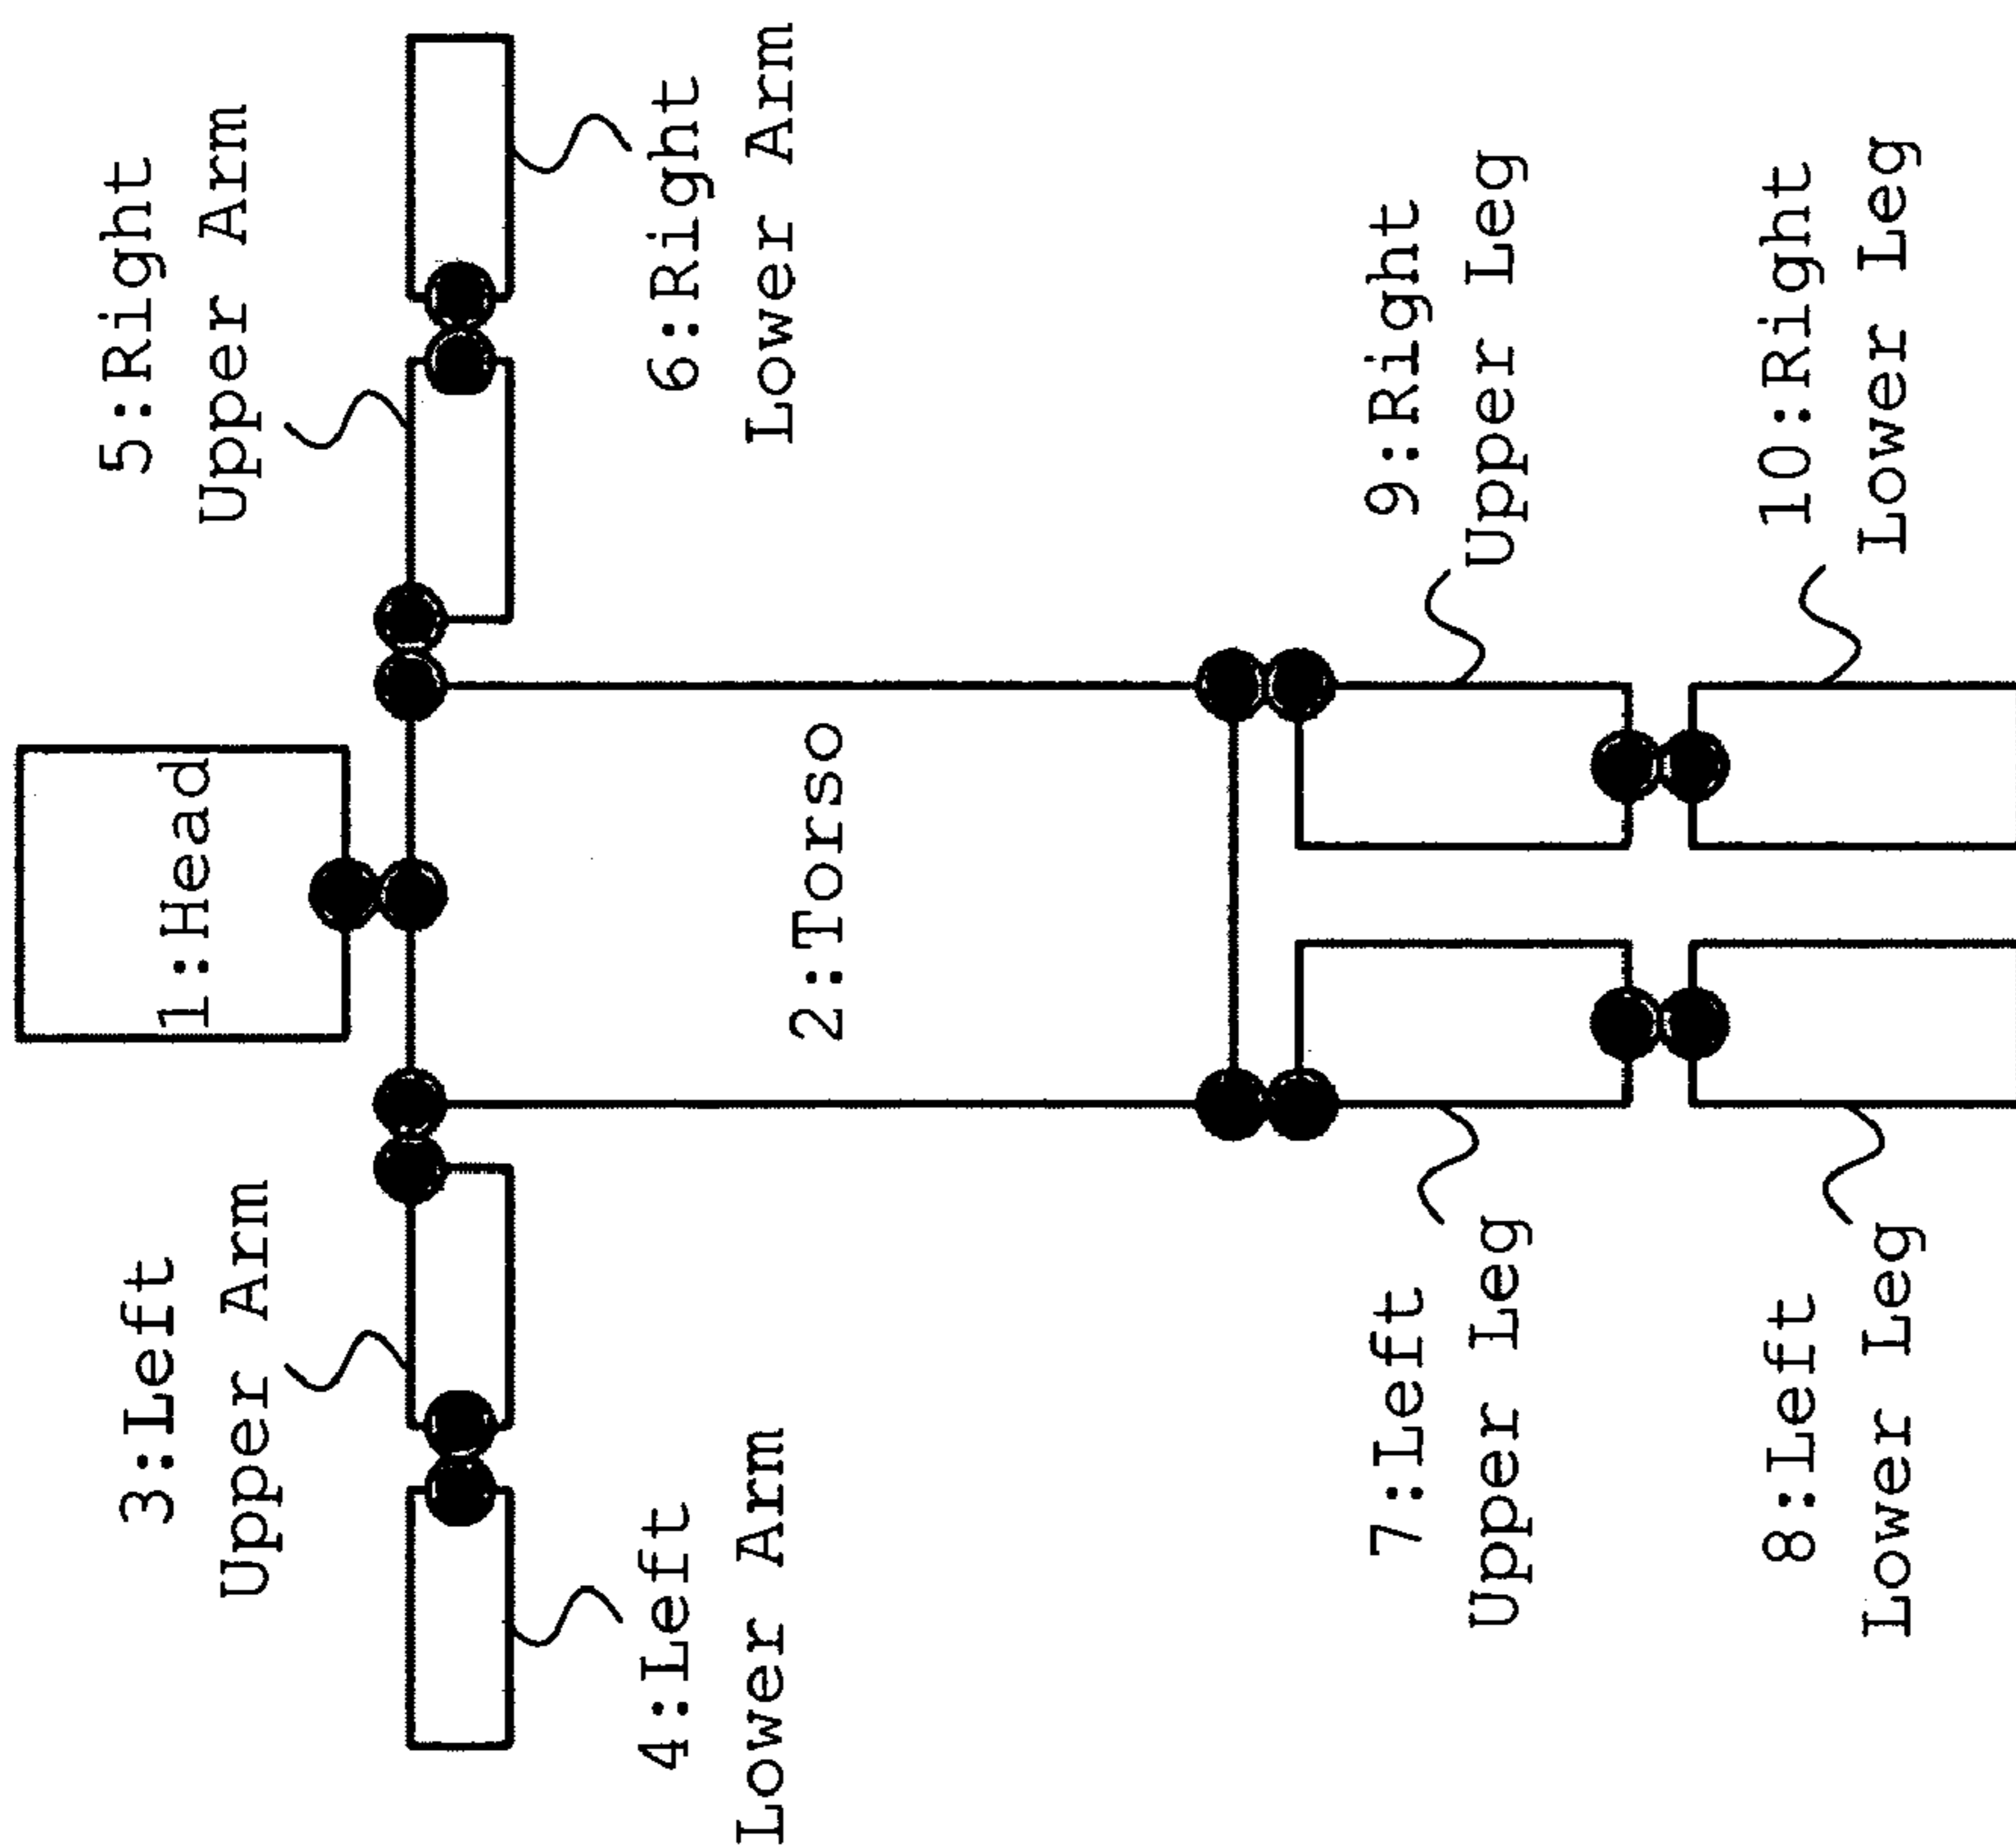 1:Head
2:Torso
3:Left
Upper Arm
4:Left
Lower Arm
5:Right
Upper Arm
6:Right
Lower Arm
7:Left
Upper Leg
8:Left
Lower Leg
9:Right
Upper Leg
10:Right
Lower Leg